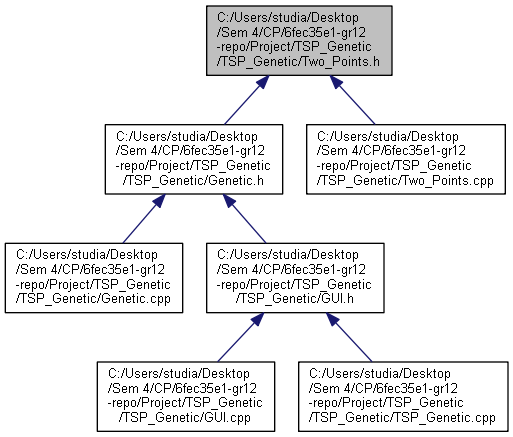 C:/Users/studia/Desktop
/Sem 4/CP/6fec35e1-gr12
-repo/Project/TSP_Genetic
/TSP_Genetic/Two_Points.h
C:/Users/studia/Desktop
/Sem 4/CP/6fec35e1-gr12
-repo/Project/TSP_Genetic
/TSP_Genetic/Genetic.h
C:/Users/studia/Desktop
/Sem 4/CP/6fec35e1-gr12
-repo/Project/TSP_Genetic
/TSP_Genetic/Two_Points.cpp
C:/Users/studia/Desktop
/Sem 4/CP/6fec35e1-gr12
-repo/Project/TSP_Genetic
/TSP_Genetic/Genetic.cpp
C:/Users/studia/Desktop
/Sem 4/CP/6fec35e1-gr12
-repo/Project/TSP_Genetic
/TSP_Genetic/GUI.h
C:/Users/studia/Desktop
/Sem 4/CP/6fec35e1-gr12
-repo/Project/TSP_Genetic
/TSP_Genetic/GUI.cpp
C:/Users/studia/Desktop
/Sem 4/CP/6fec35e1-gr12
-repo/Project/TSP_Genetic
/TSP_Genetic/TSP_Genetic.cpp